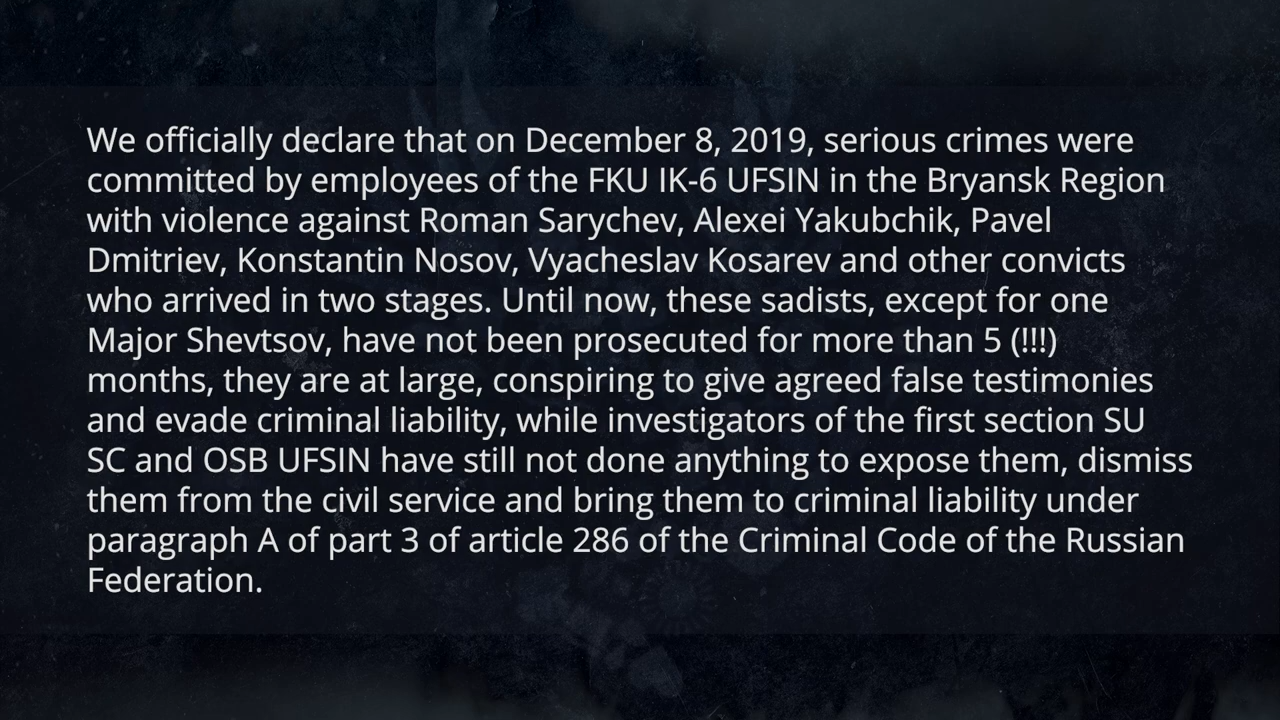 We officially declare that on December 8, 2019, serious crimes were
committed by employees of the FKU IK-6 UFSIN in the Bryansk Region
with violence against Roman Sarychev, Alexei Yakubchik, Pavel
Dmitriev, Konstantin Nosov, Vyacheslav Kosarev and other convicts
who arrived in two stages. Until now, these sadists, except for one
Major Shevtsov, have not been prosecuted for more than 5 (!!!)
months, they are at large, conspiring to give agreed false testimonies
and evade criminal liability, while investigators of the first section SU
SC and OSB UFSIN have still not done anything to expose them, dismiss
them from the civil service and bring them to criminal liability under
paragraph A of part 3 of article 286 of the Criminal Code of the Russian
Federation.